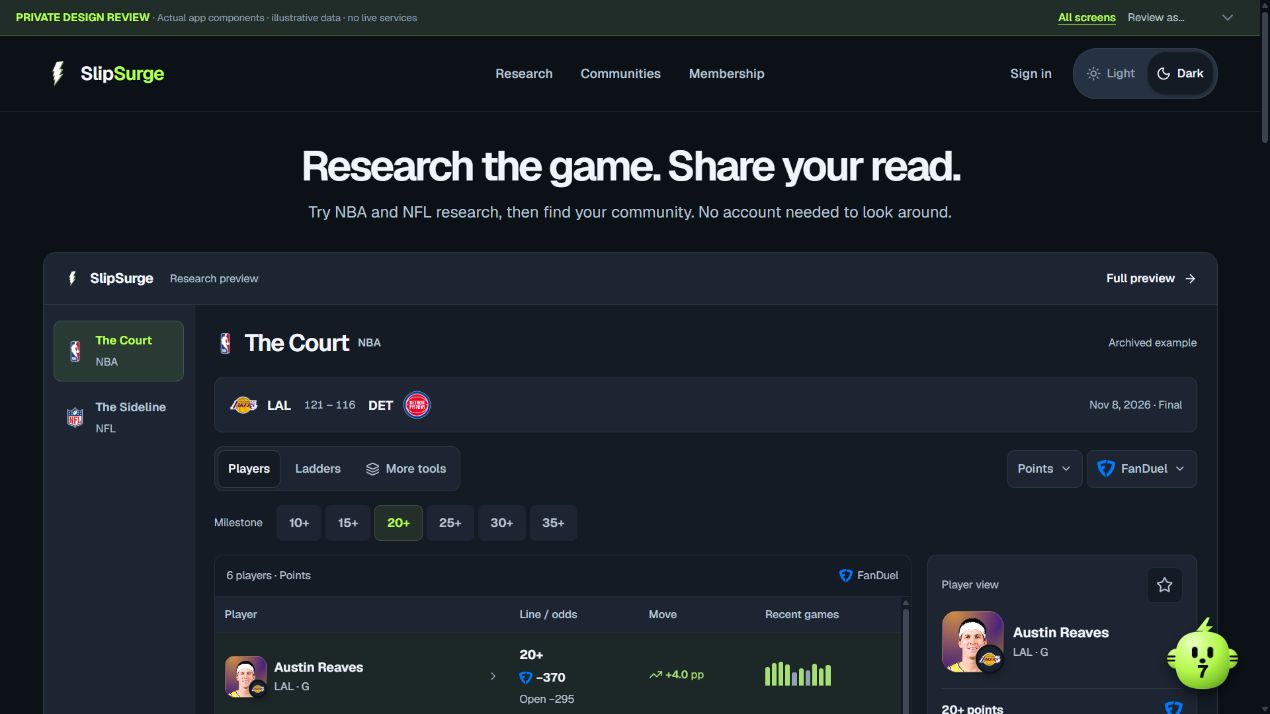 PRIVATE DESIGN REVIEW · Actual app components · illustrative data · no live services
All screens
Review as...
SlipSurge
Research
Communities
Membership
Sign in
Light
Dark
Research the game. Share your read.
Try NBA and NFL research, then find your community. No account needed to look around.
SlipSurge
Research preview
Full preview →
The Court
NBA
The Sideline
NFL
The Court NBA
Archived example
LAL 121 – 116 DET
Nov 8, 2026 · Final
Players
Ladders
More tools
Points
FanDuel
Milestone
10+
15+
20+
25+
30+
35+
6 players · Points
FanDuel
Player
Line / odds
Move
Recent games
Austin Reaves
LAL · G
20+
−370
Open −295
+4.0 pp
Player view
Austin Reaves
LAL · G
20+ points
7